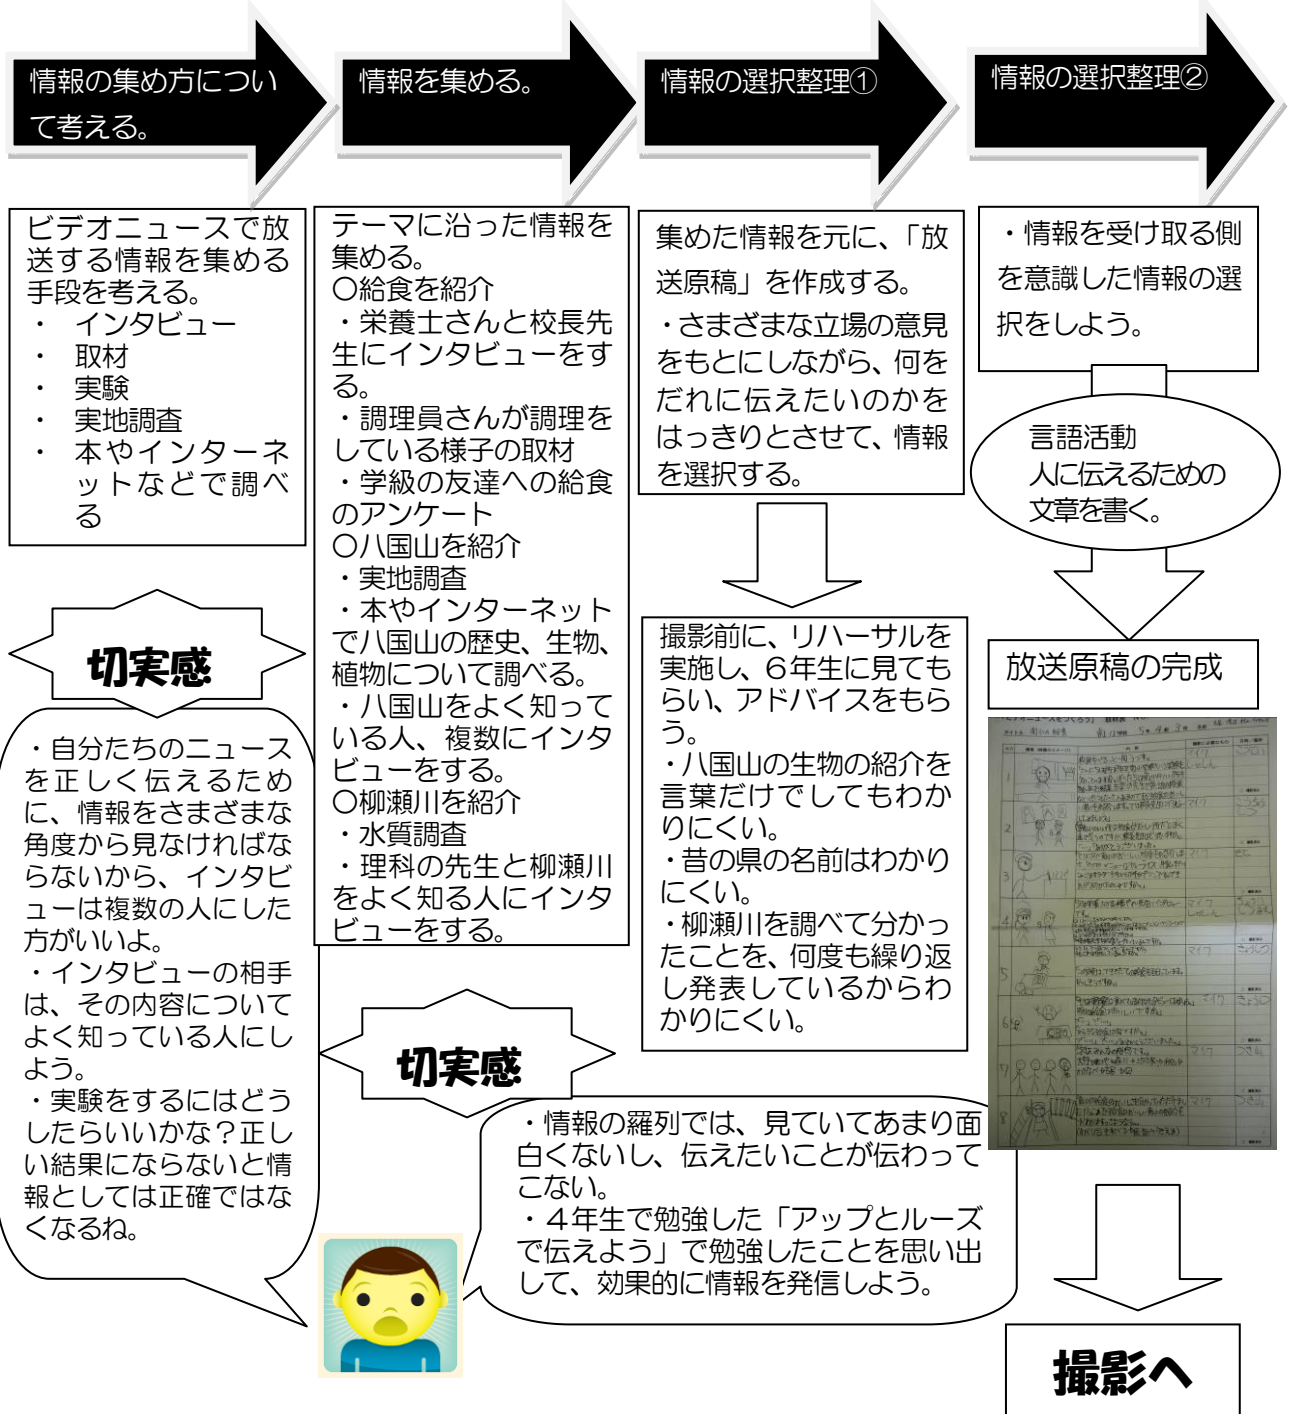 情報の集め方につい
て考える。
情報を集める。
情報の選択整理①
情報の選択整理②
ビデオニュースで放
送する情報を集める
手段を考える。
・ インタビュー
・ 取材
・ 実験
・ 実地調査
・ 本やインターネ
ットなどで調べ
る
切実感
・自分たちのニュース
を正しく伝えるため
に、情報をさまざまな
角度から見なければな
らないから、インタビ
ューは複数の人にした
方がいいよ。
・インタビューの相手
は、その内容について
よく知っている人にし
よう。
・実験をするにはどう
したらいいかな？正し
い結果にならないと情
報としては正確ではな
くなるね。
テーマに沿った情報を
集める。
〇給食を紹介
・栄養士さんと校長先
生にインタビューをす
る。
・調理員さんが調理を
している様子の取材
・学級の友達への給食
のアンケート
〇八国山を紹介
・実地調査
・本やインターネット
で八国山の歴史、生物、
植物について調べる。
・八国山をよく知って
いる人、複数にインタ
ビューをする。
〇柳瀬川を紹介
・水質調査
・理科の先生と柳瀬川
をよく知る人にインタ
ビューをする。
切実感
・情報の羅列では、見ていてあまり面
白くないし、伝えたいことが伝わって
こない。
・４年生で勉強した「アップとルーズ
で伝えよう」で勉強したことを思い出
して、効果的に情報を発信しよう。
集めた情報を元に、「放
送原稿」を作成する。
・さまざまな立場の意見
をもとにしながら、何を
だれに伝えたいのかを
はっきりとさせて、情報
を選択する。
撮影前に、リハーサルを
実施し、６年生に見ても
らい、アドバイスをもら
う。
・八国山の生物の紹介を
言葉だけでしてもわか
りにくい。
・昔の県の名前はわかり
にくい。
・柳瀬川を調べて分かっ
たことを、何度も繰り返
し発表しているからわ
かりにくい。
・情報を受け取る側
を意識した情報の選
択をしよう。
言語活動
人に伝えるための
文章を書く。
放送原稿の完成
1
マイク
2
マイク
3
4
マイク
5
マイク
6
マイク
7
マイク
8
マイク
撮影へ